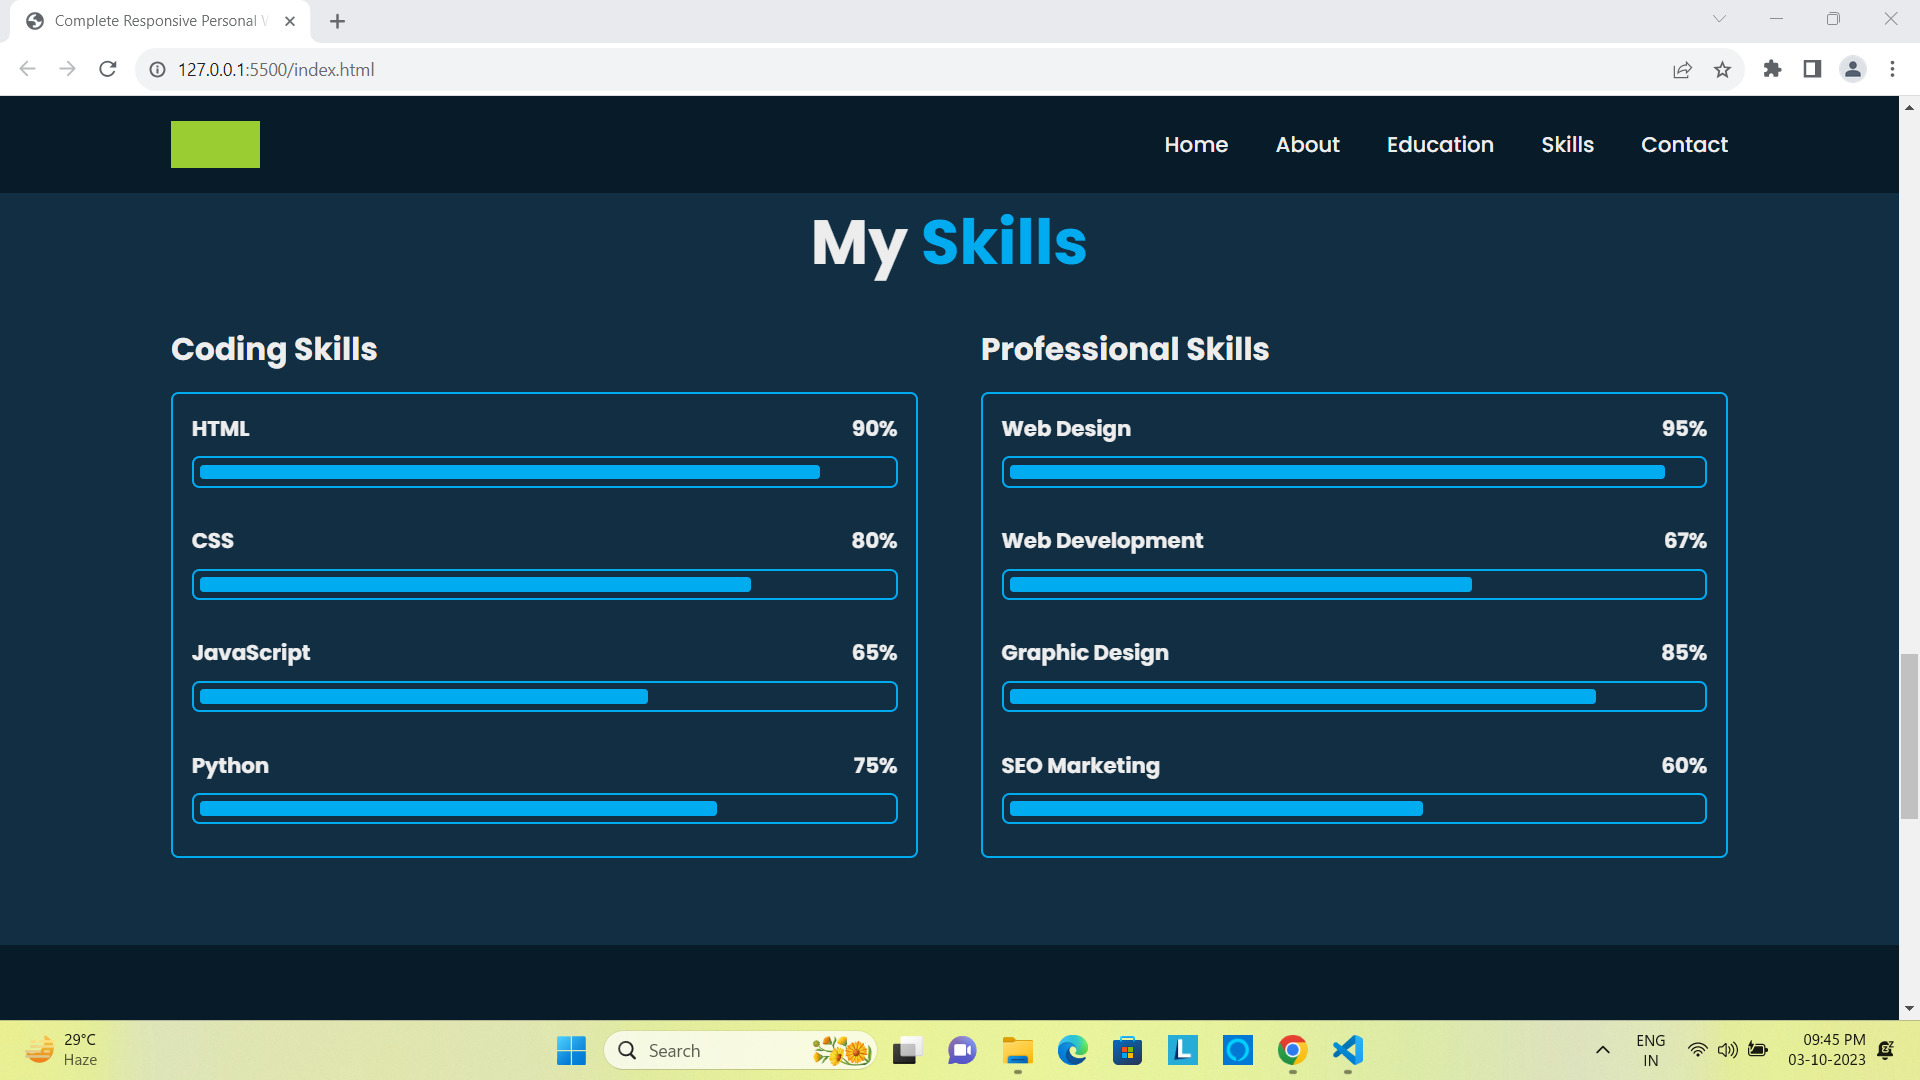 Complete Responsive Personal
127.0.0.1:5500/index.html
Home About Education Skills Contact
My Skills
Coding Skills
HTML 90%
CSS 80%
JavaScript 65%
Python 75%
Professional Skills
Web Design 95%
Web Development 67%
Graphic Design 85%
SEO Marketing 60%
29°C
Haze
Search
ENG
IN
09:45 PM
03-10-2023